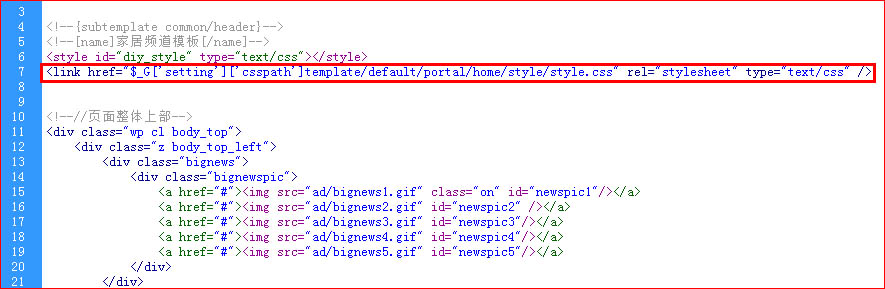 3
4 <!--{subtemplate common/header}-->
5 <!--[name]家居频道模板[/name]-->
6 <style id="diy_style" type="text/css"></style>
7 <link href="$_G['setting']['csspath']template/default/portal/home/style/style.css" rel="stylesheet" type="text/css" />
8
9
10 <!--//页面整体上部-->
11 <div class="wp cl body_top">
12 <div class="z body_top_left">
13 <div class="bignews">
14 <div class="bignewspic">
15 <a href="#"><img src="ad/bignews1.gif" class="on" id="newspic1"/></a>
16 <a href="#"><img src="ad/bignews2.gif" id="newspic2" /></a>
17 <a href="#"><img src="ad/bignews3.gif" id="newspic3"/></a>
18 <a href="#"><img src="ad/bignews4.gif" id="newspic4"/></a>
19 <a href="#"><img src="ad/bignews5.gif" id="newspic5"/></a>
20 </div>
21 </div>